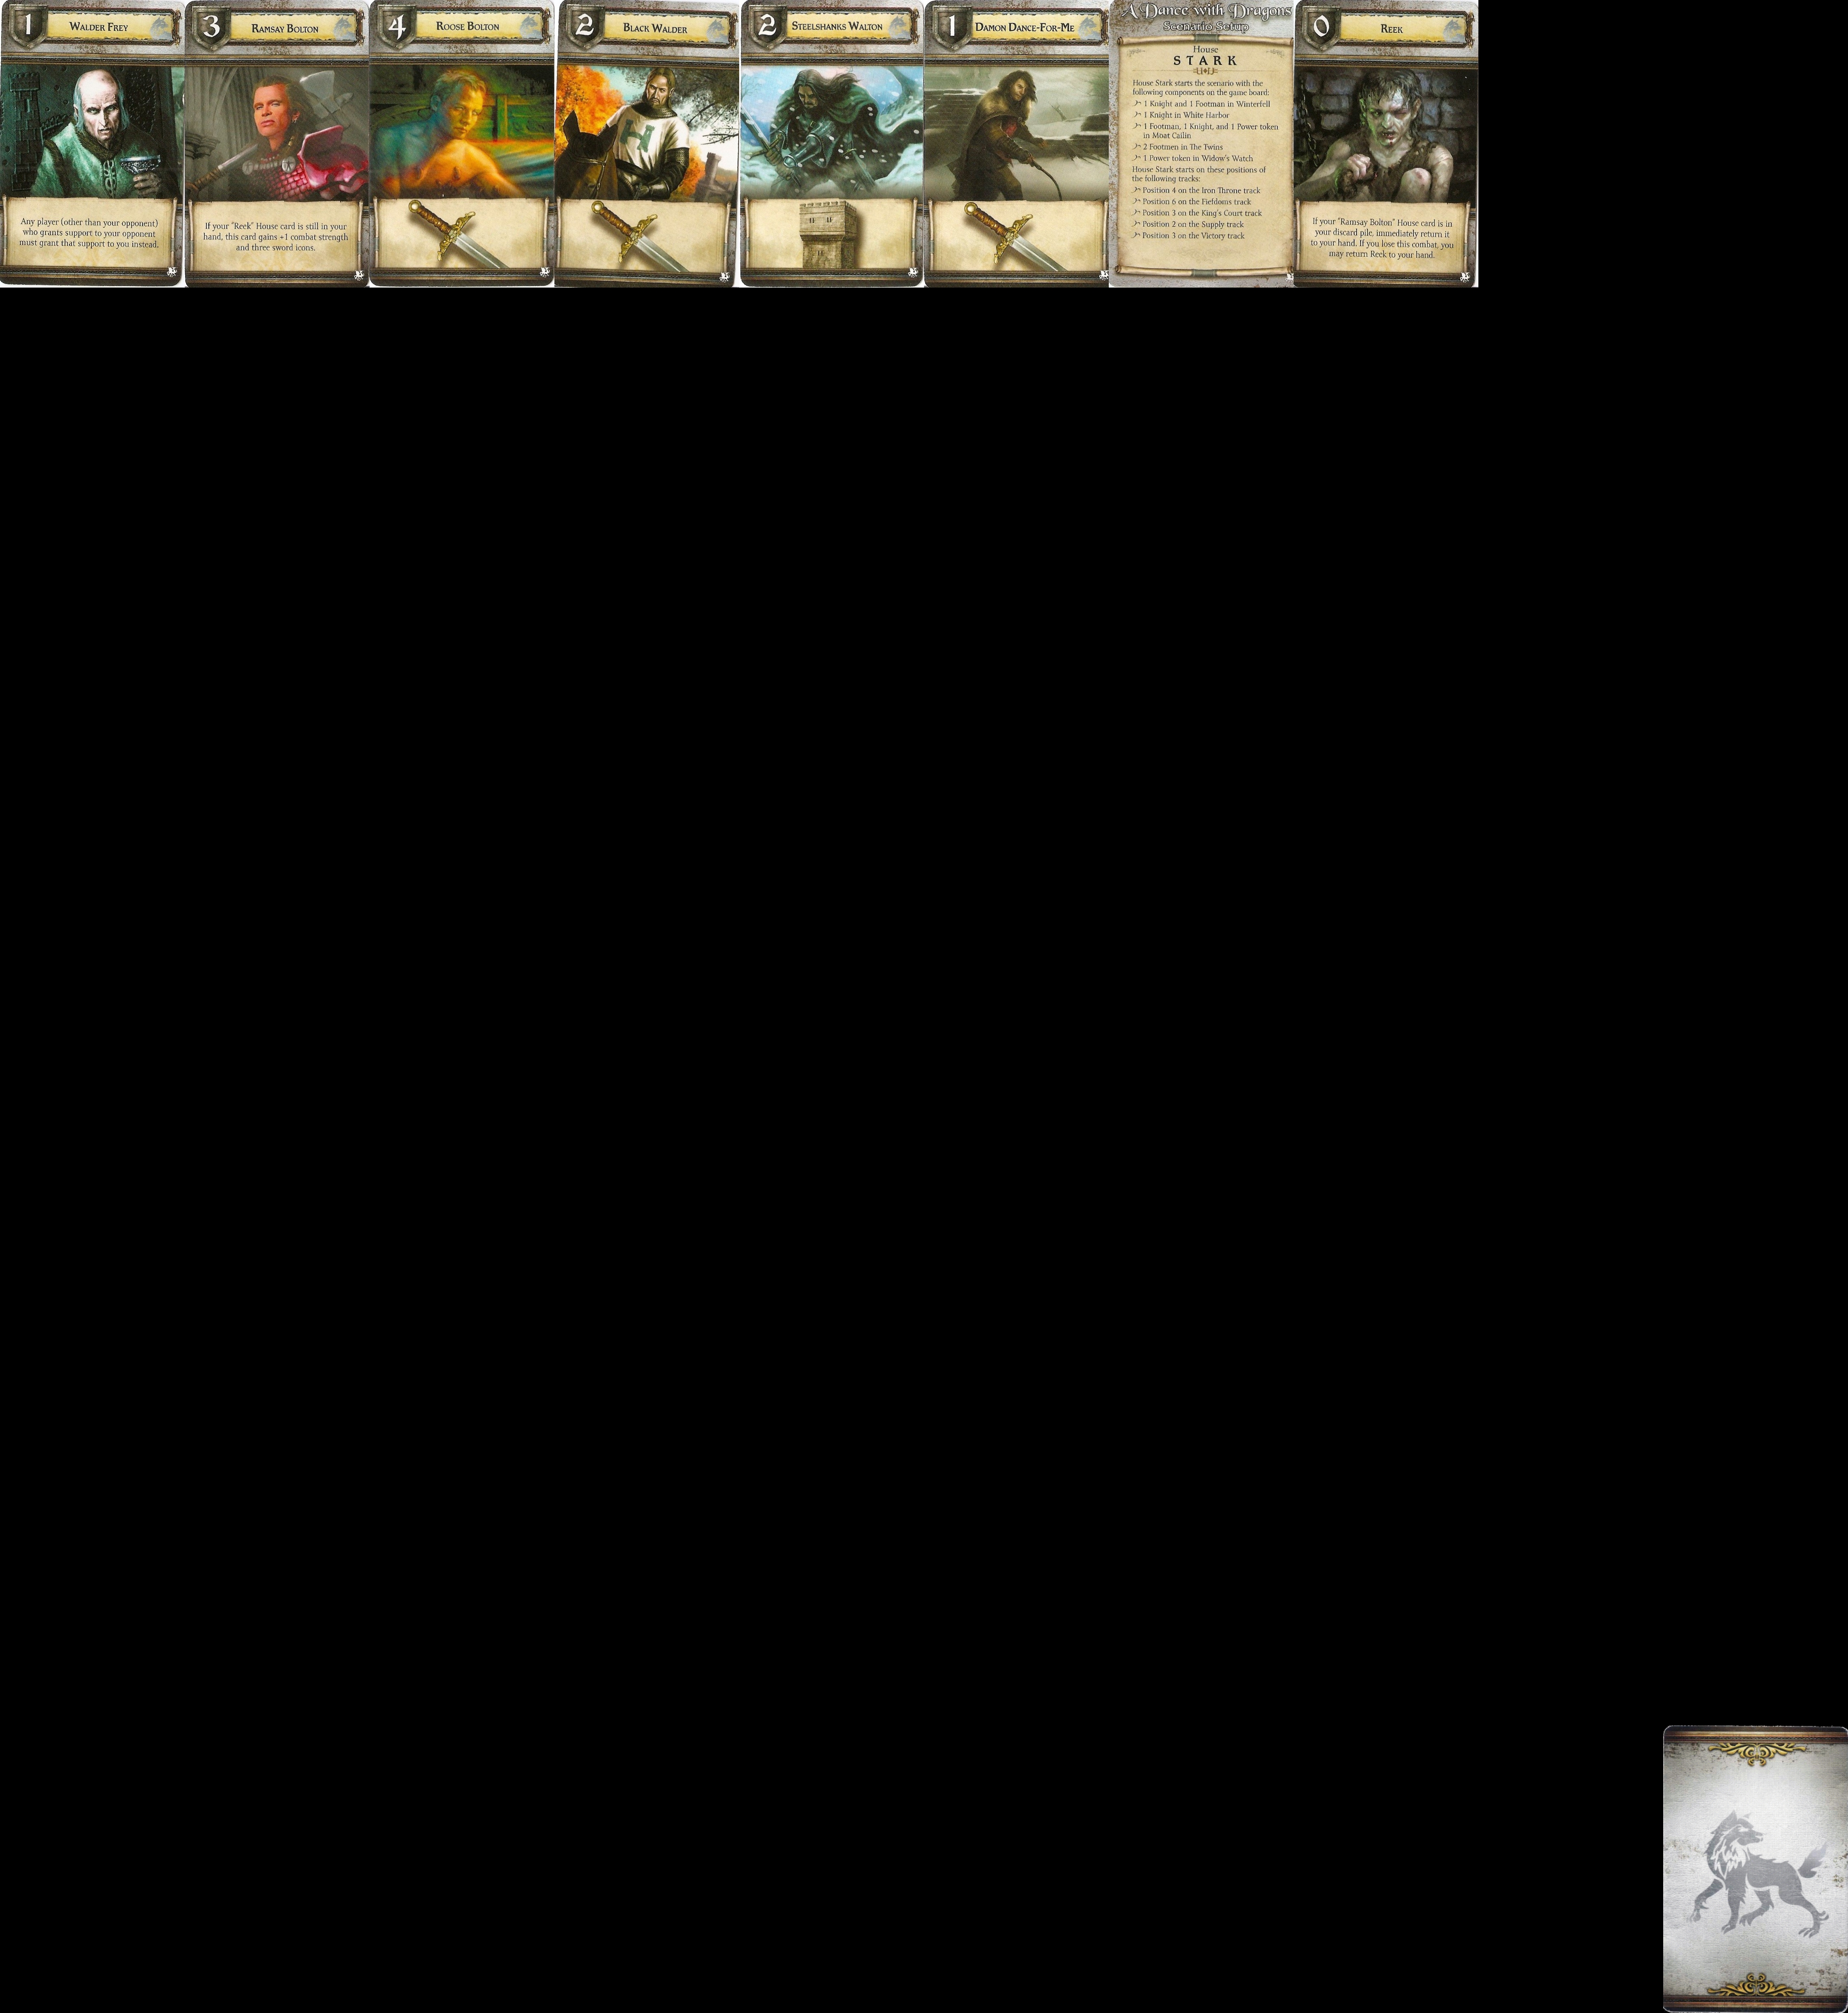 1
WALDER FREY
Any player (other than your opponent)
who grants support to your opponent
must grant that support to you instead.
3
RAMSAY BOLTON
If your "Reek" House card is still in your
hand, this card gains +1 combat strength
and three sword icons.
4
ROOSE BOLTON
2
BLACK WALDER
2
STEELSHANKS WALTON
1
DAMON DANCE-FOR-ME
A Dance with Dragons
Scenario Setup
House
STARK
House Stark starts the scenario with the
following components on the game board:
1 Knight and 1 Footman in Winterfell
1 Knight in White Harbor
1 Footman, 1 Knight, and 1 Power token
in Moat Cailin
2 Footmen in The Twins
1 Power token in Widow's Watch
House Stark starts on these positions of
the following tracks:
Position 4 on the Iron Throne track
Position 6 on the Fiefdoms track
Position 3 on the King's Court track
Position 2 on the Supply track
Position 3 on the Victory track
0
REEK
If your "Ramsay Bolton" House card is in
your discard pile, immediately return it
to your hand. If you lose this combat, you
may return Reek to your hand.